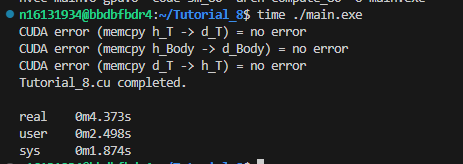 n16131934@bbdbfbdr4:~/Tutorial_8$ time ./main.exe
CUDA error (memcpy h_T -> d_T) = no error
CUDA error (memcpy h_Body -> d_Body) = no error
CUDA error (memcpy d_T -> h_T) = no error
Tutorial_8.cu completed.
real 0m4.373s
user 0m2.498s
sys 0m1.874s